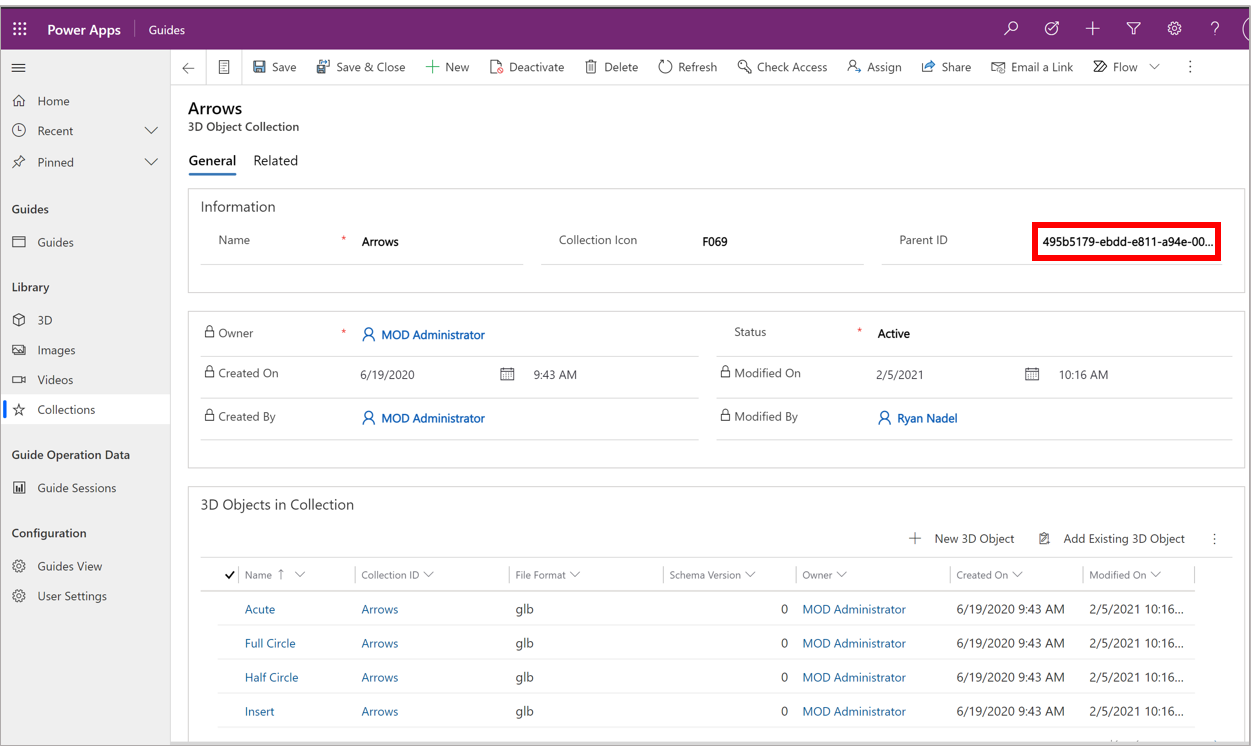 Power Apps Guides
Save Save & Close New Deactivate Delete Refresh Check Access Assign Share Email a Link Flow
Home
Recent
Pinned
Guides
Guides
Library
3D
Images
Videos
Collections
Guide Operation Data
Guide Sessions
Configuration
Guides View
User Settings
Arrows
3D Object Collection
General Related
Information
Name * Arrows Collection Icon F069 Parent ID 495b5179-ebdd-e811-a94e-00...
Owner * MOD Administrator Status * Active
Created On 6/19/2020 9:43 AM Modified On 2/5/2021 10:16 AM
Created By MOD Administrator Modified By Ryan Nadel
3D Objects in Collection
New 3D Object Add Existing 3D Object
Name ↑ Collection ID File Format Schema Version Owner Created On Modified On
Acute Arrows glb 0 MOD Administrator 6/19/2020 9:43 AM 2/5/2021 10:16...
Full Circle Arrows glb 0 MOD Administrator 6/19/2020 9:43 AM 2/5/2021 10:16...
Half Circle Arrows glb 0 MOD Administrator 6/19/2020 9:43 AM 2/5/2021 10:16...
Insert Arrows glb 0 MOD Administrator 6/19/2020 9:43 AM 2/5/2021 10:16...